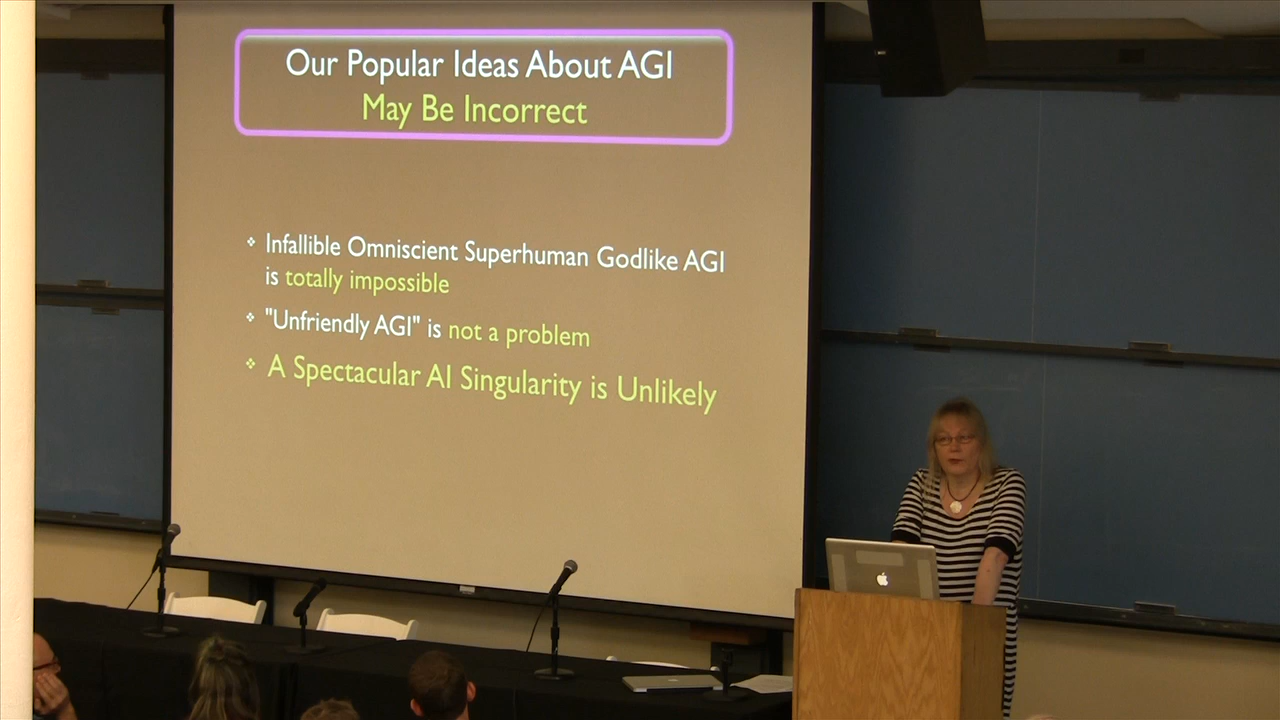 Our Popular Ideas About AGI
May Be Incorrect
Infallible Omniscient Superhuman Godlike AGI
is totally impossible
"Unfriendly AGI" is not a problem
A Spectacular AI Singularity is Unlikely